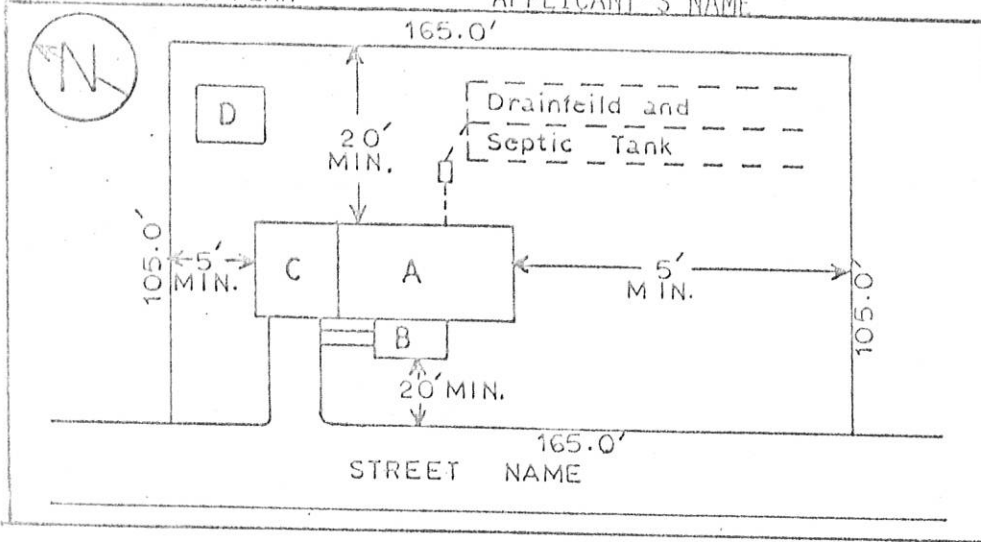 APPLICANT'S NAME
165.0'
N
D
20'
MIN.
Drainfeild and
Septic Tank
105.0'
5'
MIN.
C
A
5'
MIN.
105.0'
B
20' MIN.
165.0'
STREET NAME